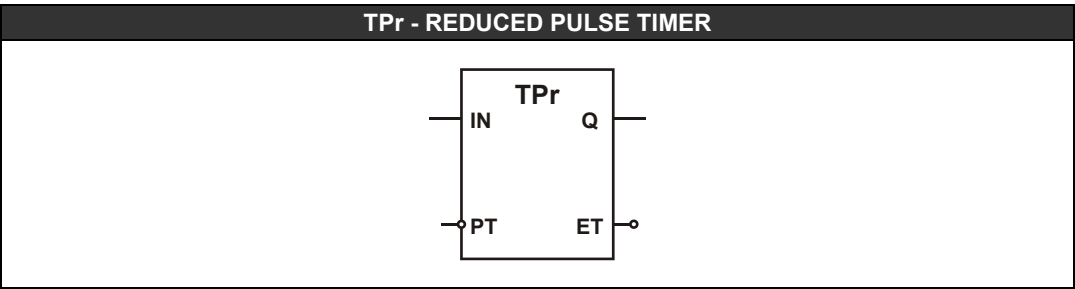 TPr - REDUCED PULSE TIMER
TPr
IN Q
PT ET